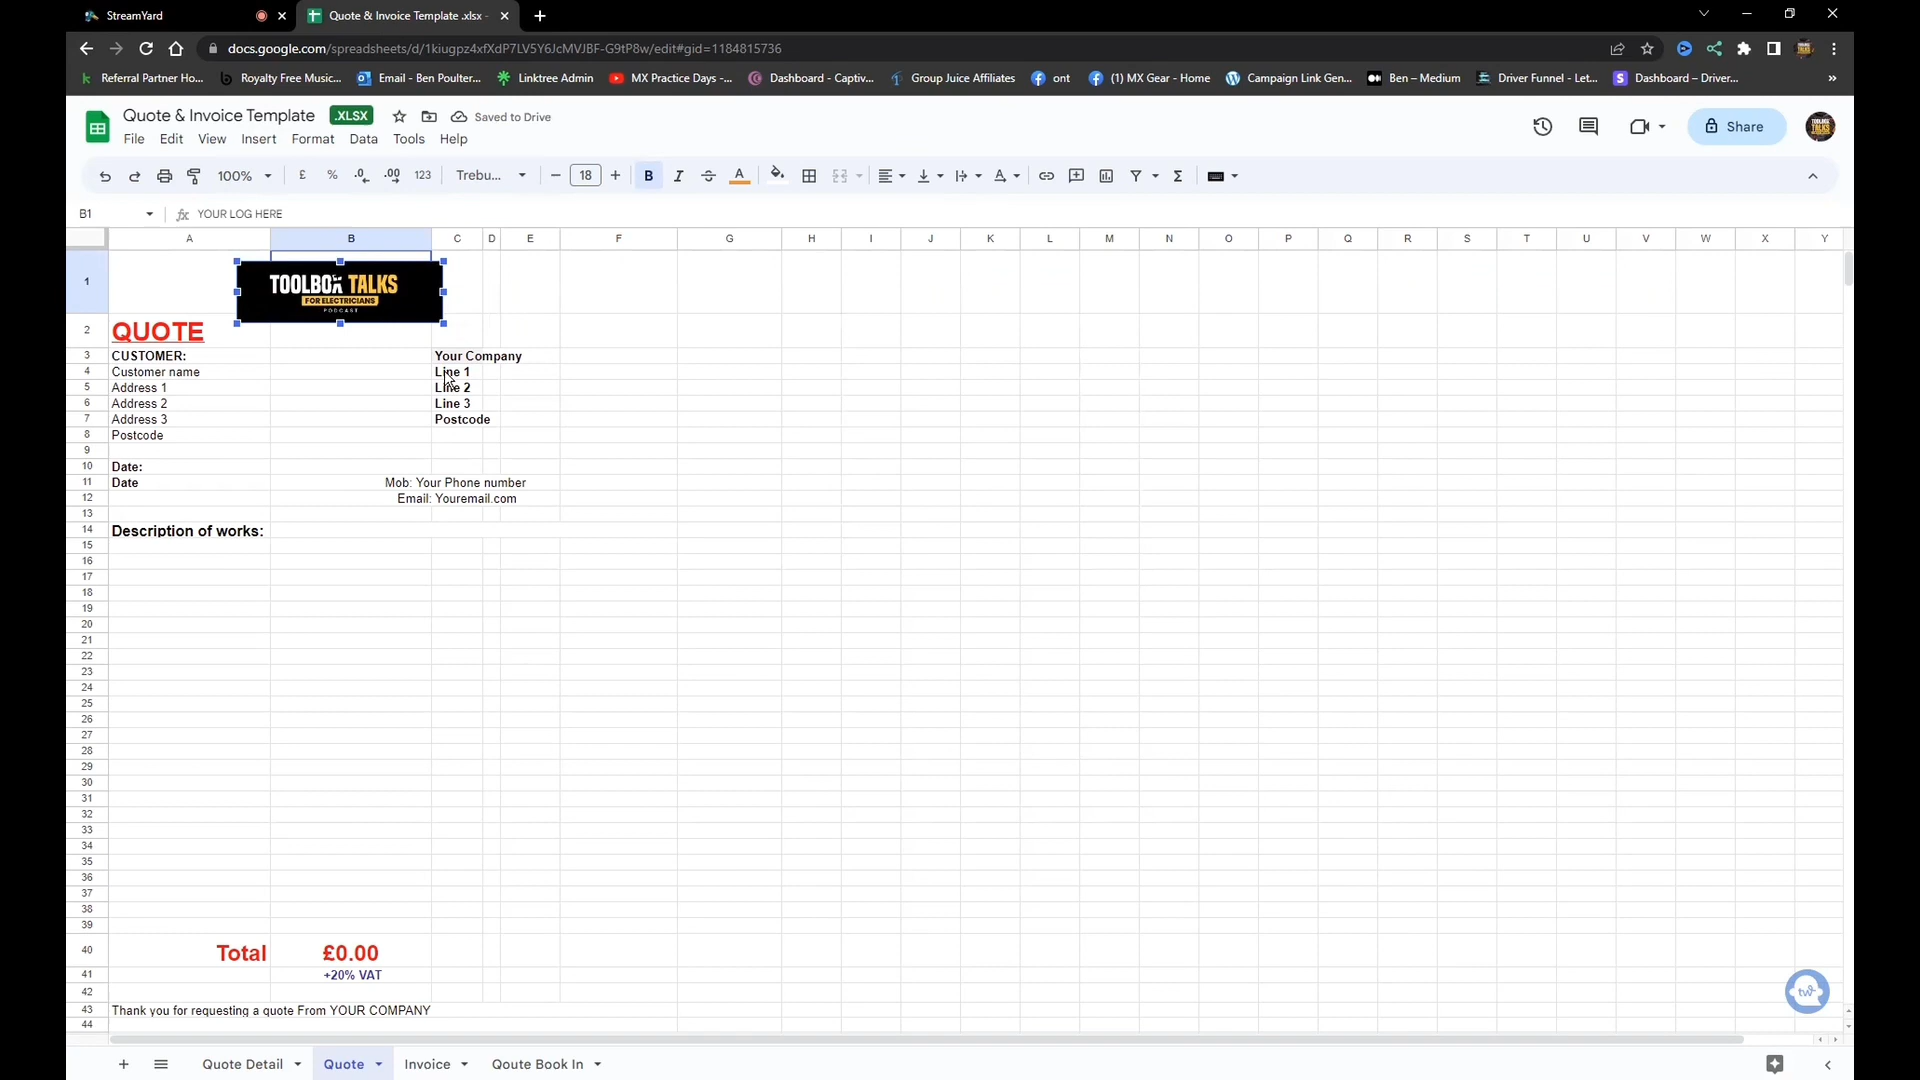 StreamYard
Quote & Invoice Template .xlsx -
docs.google.com/spreadsheets/d/1kiugpz4xfXdP7LV5Y6JcMVJBF-G9tP8w/edit#gid=1184815736
Referral Partner Ho...
Royalty Free Music...
Email - Ben Poulter...
Linktree Admin
MX Practice Days -...
Dashboard - Captiv...
Group Juice Affiliates
ont
(1) MX Gear - Home
Campaign Link Gen...
Ben – Medium
Driver Funnel - Let...
Dashboard – Driver...
Quote & Invoice Template
.XLSX
Saved to Drive
File Edit View Insert Format Data Tools Help
Share
100% £ % .0 .00 123 Trebu... 18 B I A
B1 fx YOUR LOG HERE
A B C D E F G H I J K L M N O P Q R S T U V W X Y
1
TOOLBOX TALKS
FOR ELECTRICIANS
PODCAST
2 QUOTE
3 CUSTOMER: Your Company
4 Customer name Line 1
5 Address 1 Line 2
6 Address 2 Line 3
7 Address 3 Postcode
8 Postcode
9
10 Date:
11 Date Mob: Your Phone number
12 Email: Youremail.com
13
14 Description of works:
15
16
17
18
19
20
21
22
23
24
25
26
27
28
29
30
31
32
33
34
35
36
37
38
39
40 Total £0.00
41 +20% VAT
42
43 Thank you for requesting a quote From YOUR COMPANY
44
Quote Detail Quote Invoice Qoute Book In
tw